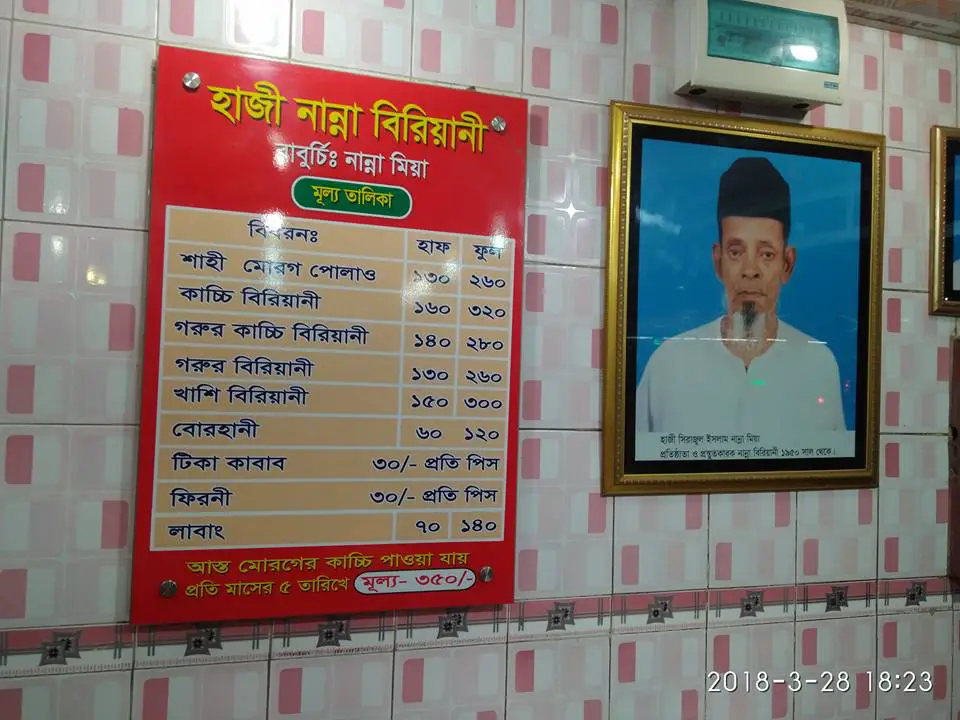 হাজী নান্না বিরিয়ানী
বাবুর্চিঃ নান্না মিয়া
মূল্য তালিকা
বিবরনঃ হাফ ফুল
শাহী মোরগ পোলাও ১৩০ ২৬০
কাচ্চি বিরিয়ানী ১৬০ ৩২০
গরুর কাচ্চি বিরিয়ানী ১৪০ ২৮০
গরুর বিরিয়ানী ১৩০ ২৬০
খাশি বিরিয়ানী ১৫০ ৩০০
বোরহানী ৬০ ১২০
টিকা কাবাব ৩০/- প্রতি পিস
ফিরনী ৩০/- প্রতি পিস
লাবাং ৭০ ১৪০
আস্ত মোরগের কাচ্চি পাওয়া যায়
প্রতি মাসের ৫ তারিখে মূল্য- ৩৫০/-
হাজী সিরাজুল ইসলাম নান্না মিয়া
প্রতিষ্ঠাতা ও প্রস্তুতকারক নান্না বিরিয়ানী ১৯৫০ সাল থেকে।
2018-3-28 18:23